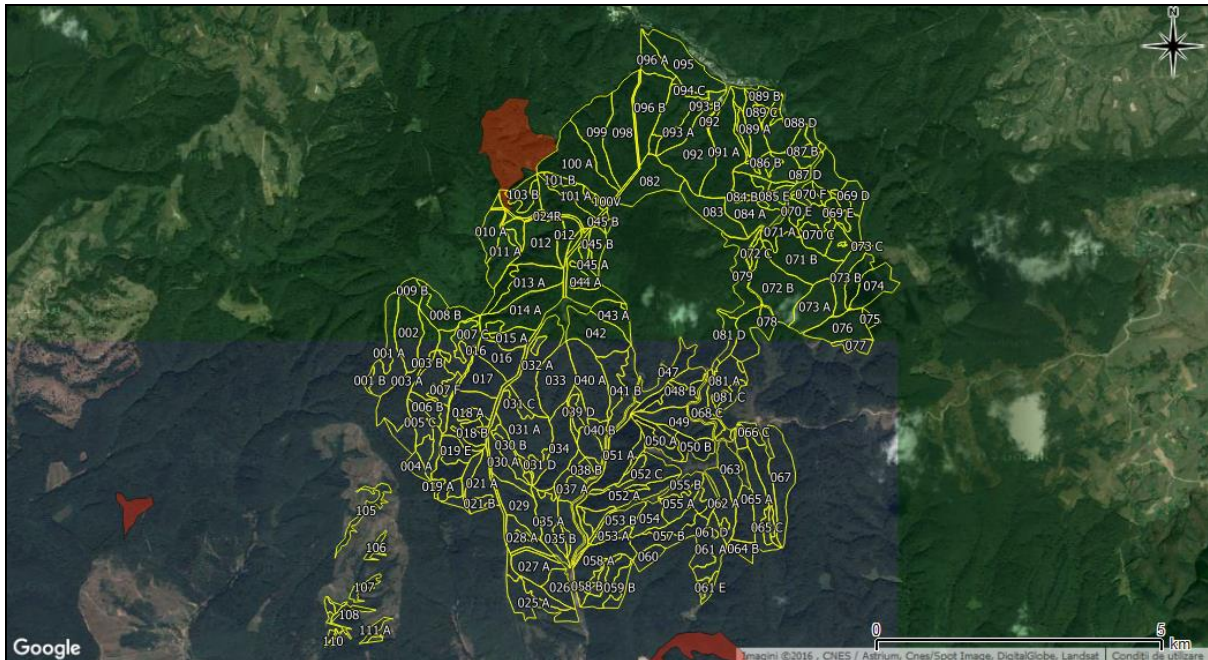 N
096 A
095
094 C
096 B
093 B
089 B
089 C
092
089 A
088 D
099
098
093 A
092
091 A
087 B
100 A
086 B
087 D
101 B
082
103 B
101 A
100V
084 B
085 E
070 F
069 D
024R
045 B
083
084 A
070 E
069 E
010 A
012
012
071 A
070 C
011 A
045 B
073 C
045 A
072 C
071 B
013 A
044 A
079
072 B
073 B
074
009 B
014 A
073 A
008 B
043 A
078
075
002
007 C
015 A
042
081 D
076
077
001 A
003 B
016
016
032 A
047
001 B
003 A
007 F
017
033
040 A
041 B
048 B
081 A
081 C
006 B
018 A
031 C
039 D
068 C
005 C
018 B
031 A
040 B
049
066 C
019 E
030 B
034
050 A
050 B
004 A
030 A
031 D
038 B
051 A
063
067
019 A
021 A
037 A
052 C
055 B
021 B
029
052 A
055 A
062 A
065 A
105
035 A
053 B
054
065 C
028 A
035 B
053 A
057 B
061 D
106
061 A
064 B
027 A
058 A
060
107
026
058 B
059 B
061 E
025 A
108
110
111 A
0
5
km
Google
Imagini ©2016 , CNES / Astrium, Cnes/Spot Image, DigitalGlobe, Landsat
Condiții de utilizare